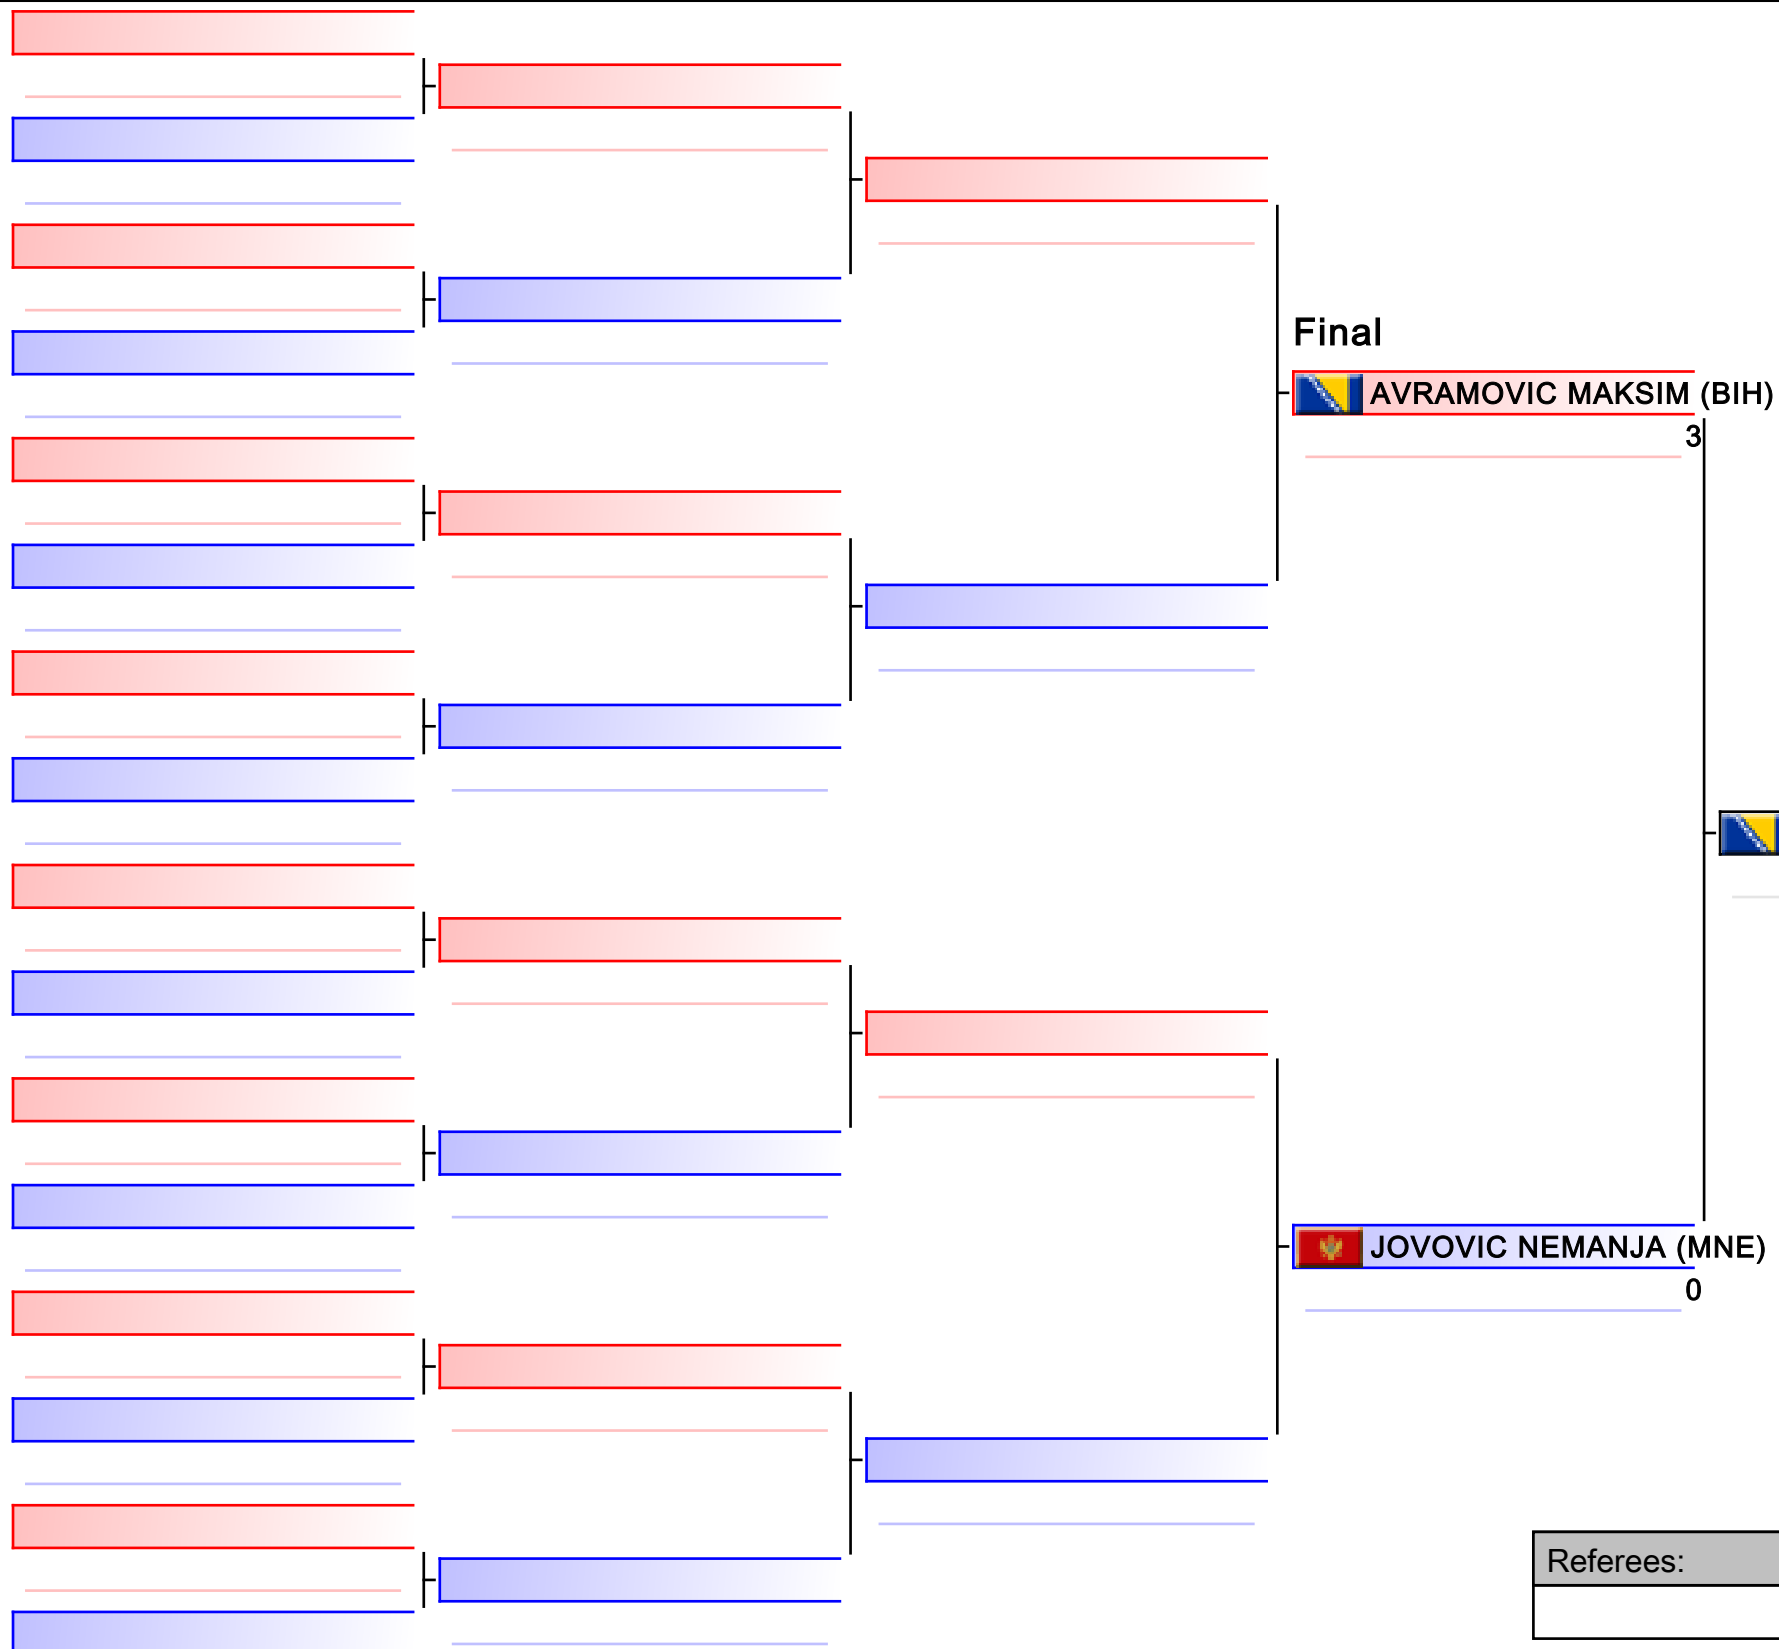 Final
AVRAMOVIC MAKSIM (BIH)
3
JOVOVIC NEMANJA (MNE)
0
Referees: